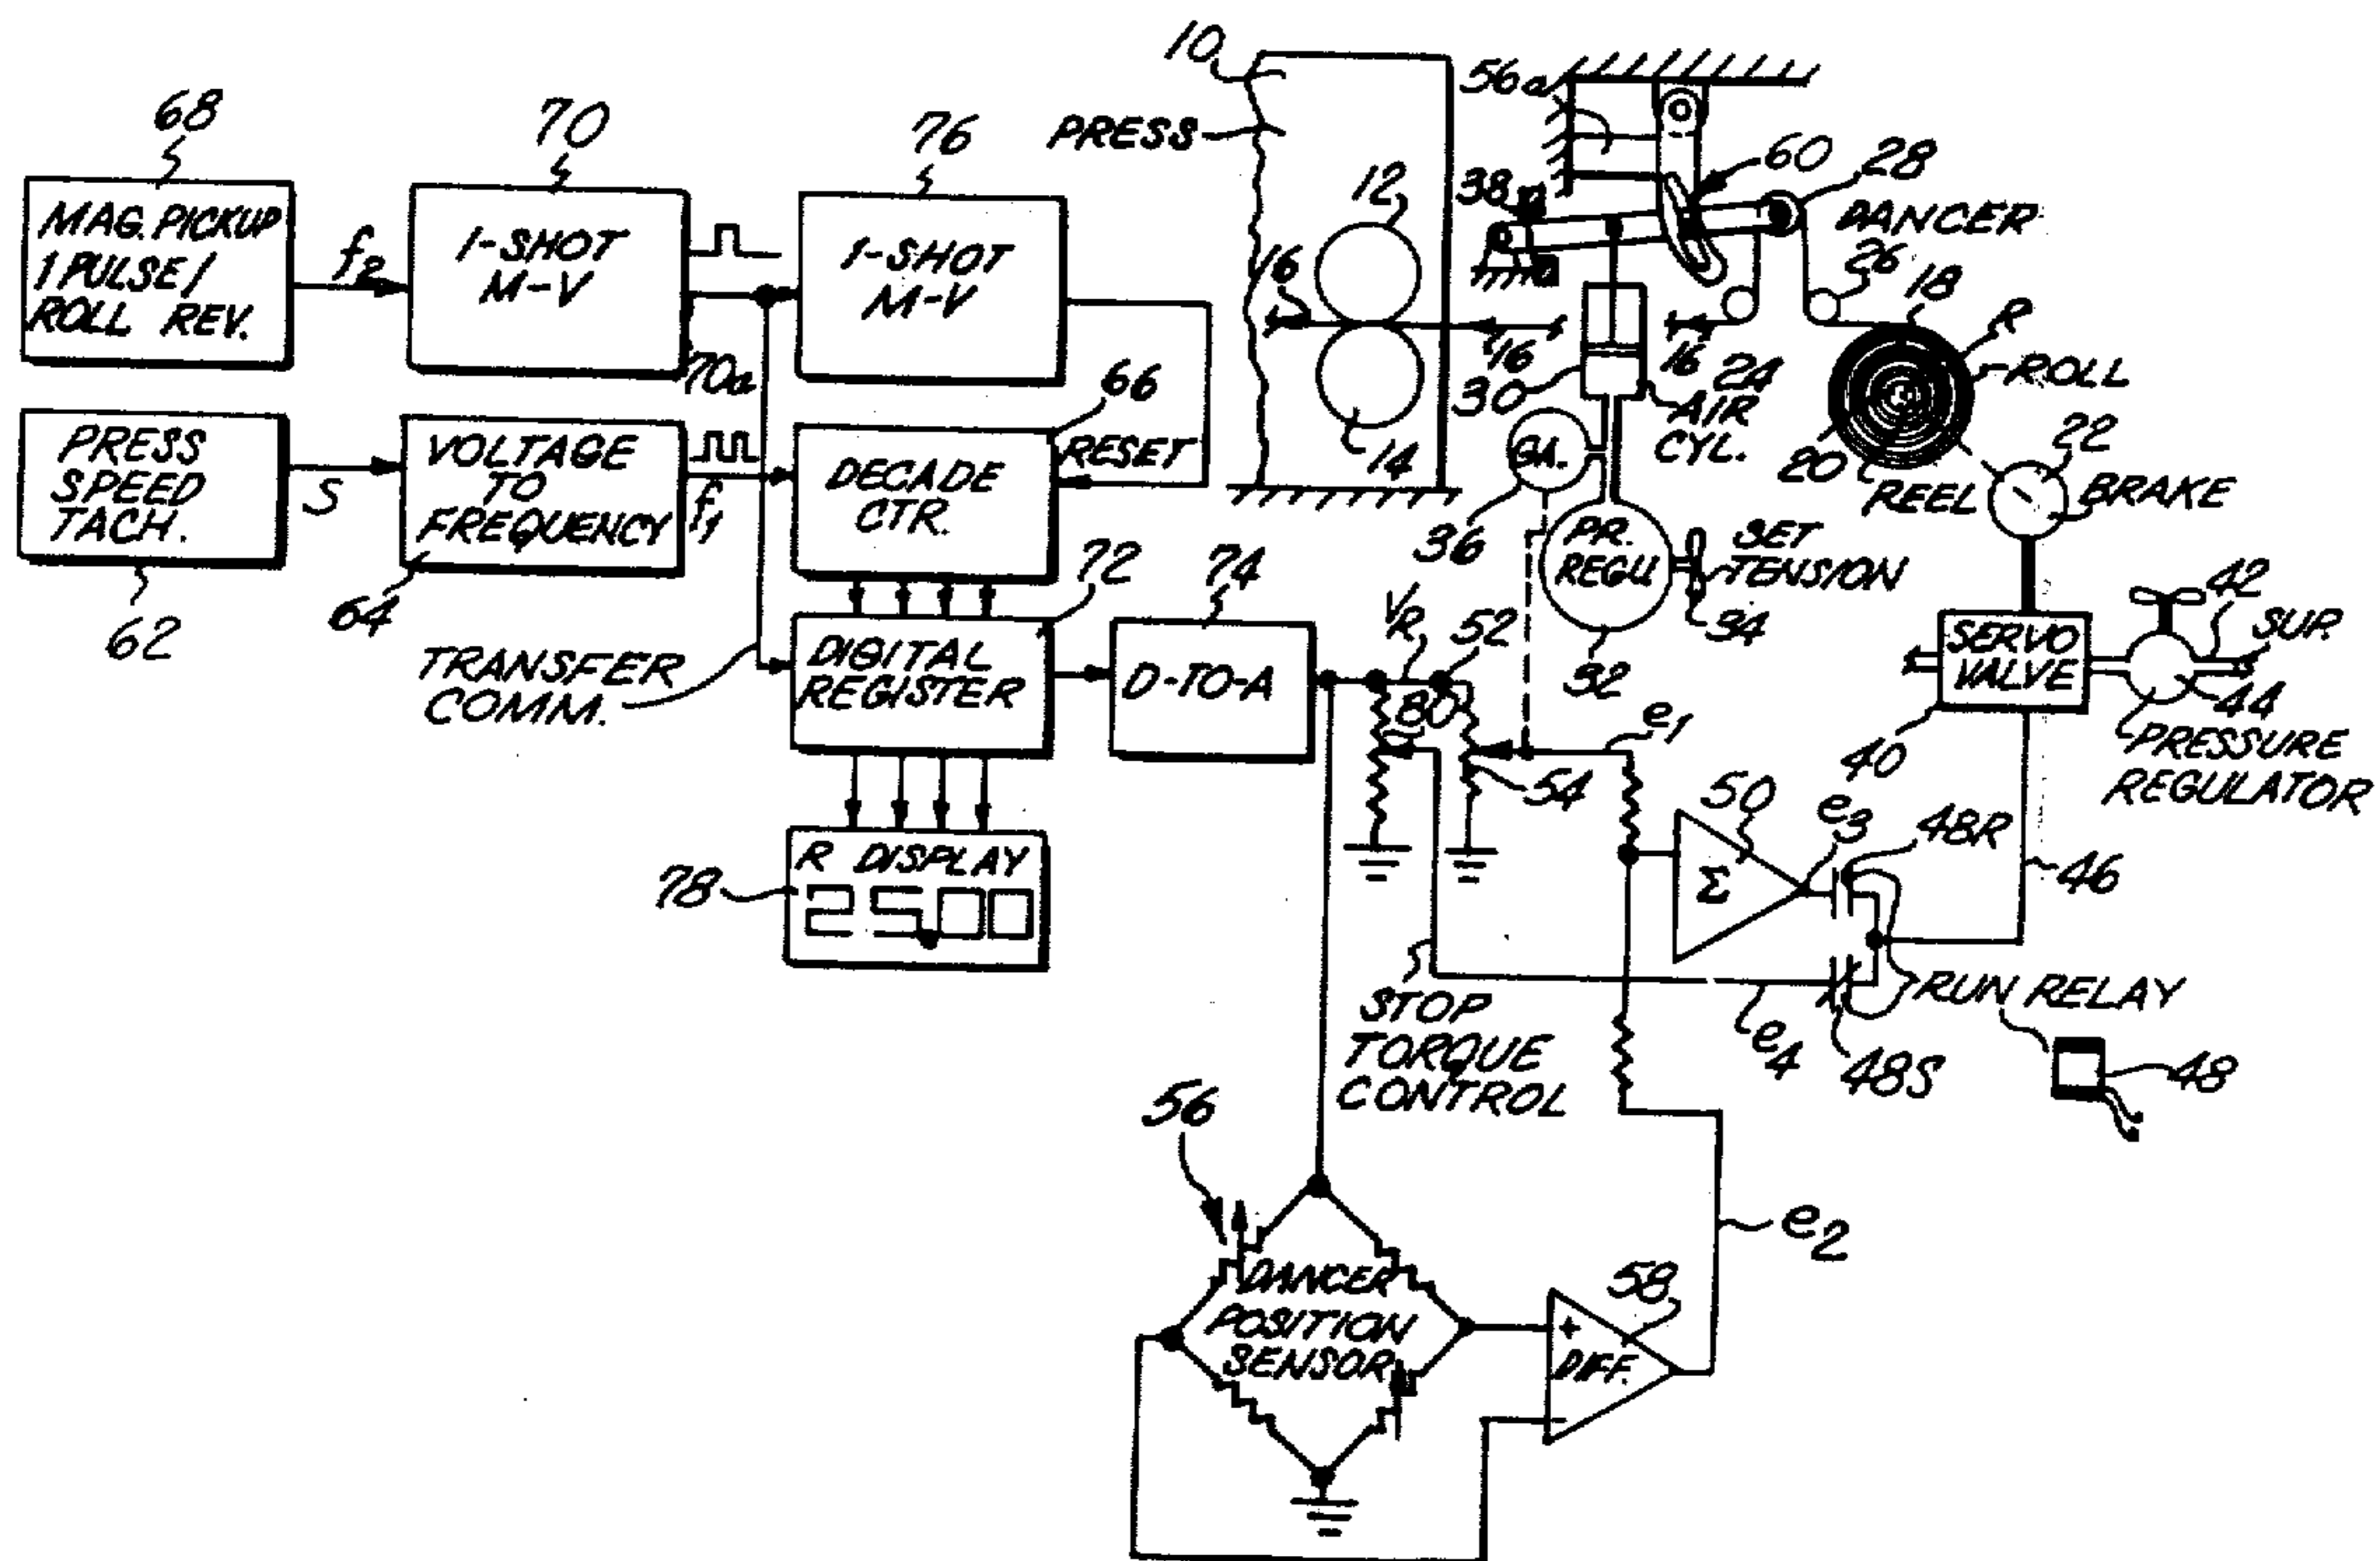 68
MAG. PICKUP
1 PULSE/
ROLL REV.
f2
70
1-SHOT
M-V
70a
76
1-SHOT
M-V
PRESS
SPEED
TACH.
62
S
VOLTAGE
TO
FREQUENCY
64
f1
66
DECADE
CTR.
RESET
TRANSFER
COMM.
72
DIGITAL
REGISTER
74
D-TO-A
78
R DISPLAY
25.00
10
PRESS
12
14
16
16
16
56a
38
60
28
DANCER
26
18
R
ROLL
24
AIR
CYL.
30
GA.
36
PR.
REGU
32
SET
TENSION
34
20
REEL
22
BRAKE
SERVO
VALVE
40
42
SUP.
44
PRESSURE
REGULATOR
46
VR
52
80
54
e1
50
Σ
e3
48R
RUN RELAY
48
48S
e4
STOP
TORQUE
CONTROL
56
DANCER
POSITION
SENSOR
58
+
DIFF.
-
e2